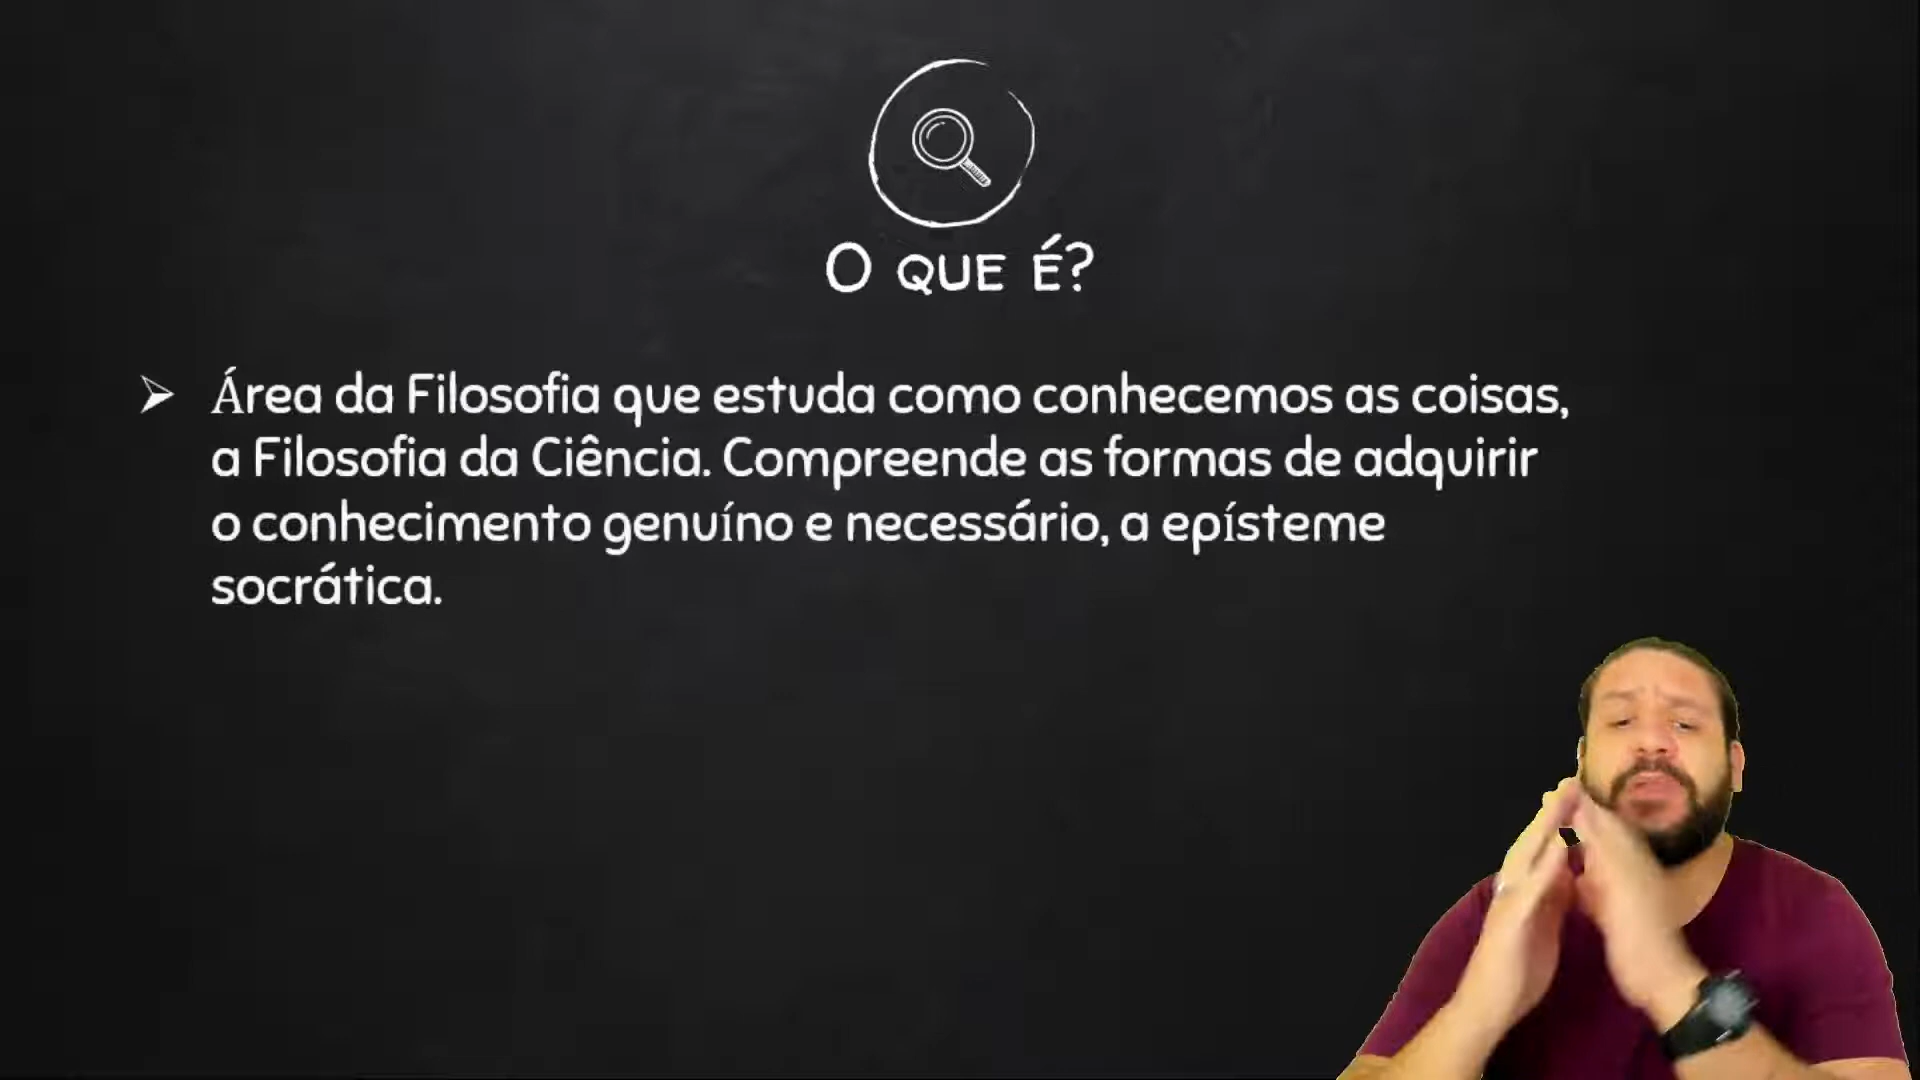 O QUE É?
Área da Filosofia que estuda como conhecemos as coisas,
a Filosofia da Ciência. Compreende as formas de adquirir
o conhecimento genuíno e necessário, a epísteme
socrática.